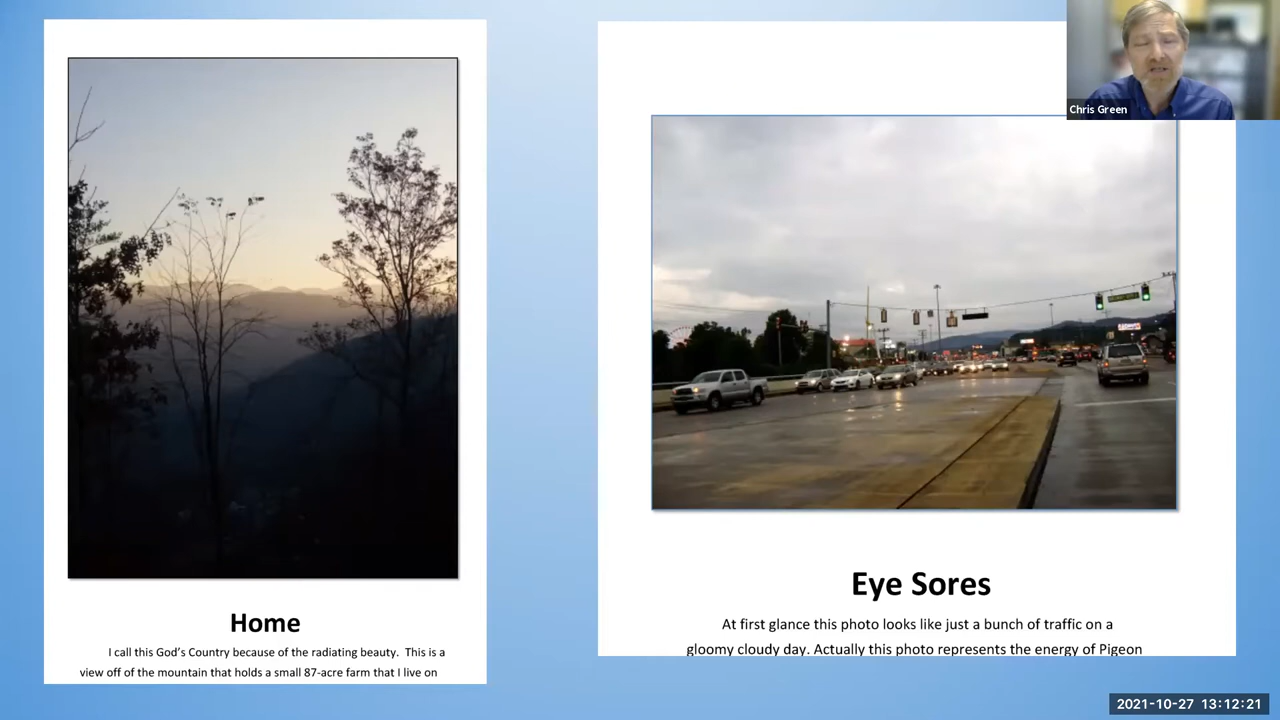 Chris Green
Home
I call this God's Country because of the radiating beauty.  This is a
view off of the mountain that holds a small 87-acre farm that I live on
Eye Sores
At first glance this photo looks like just a bunch of traffic on a
gloomy cloudy day. Actually this photo represents the energy of Pigeon
2021-10-27 13:12:21